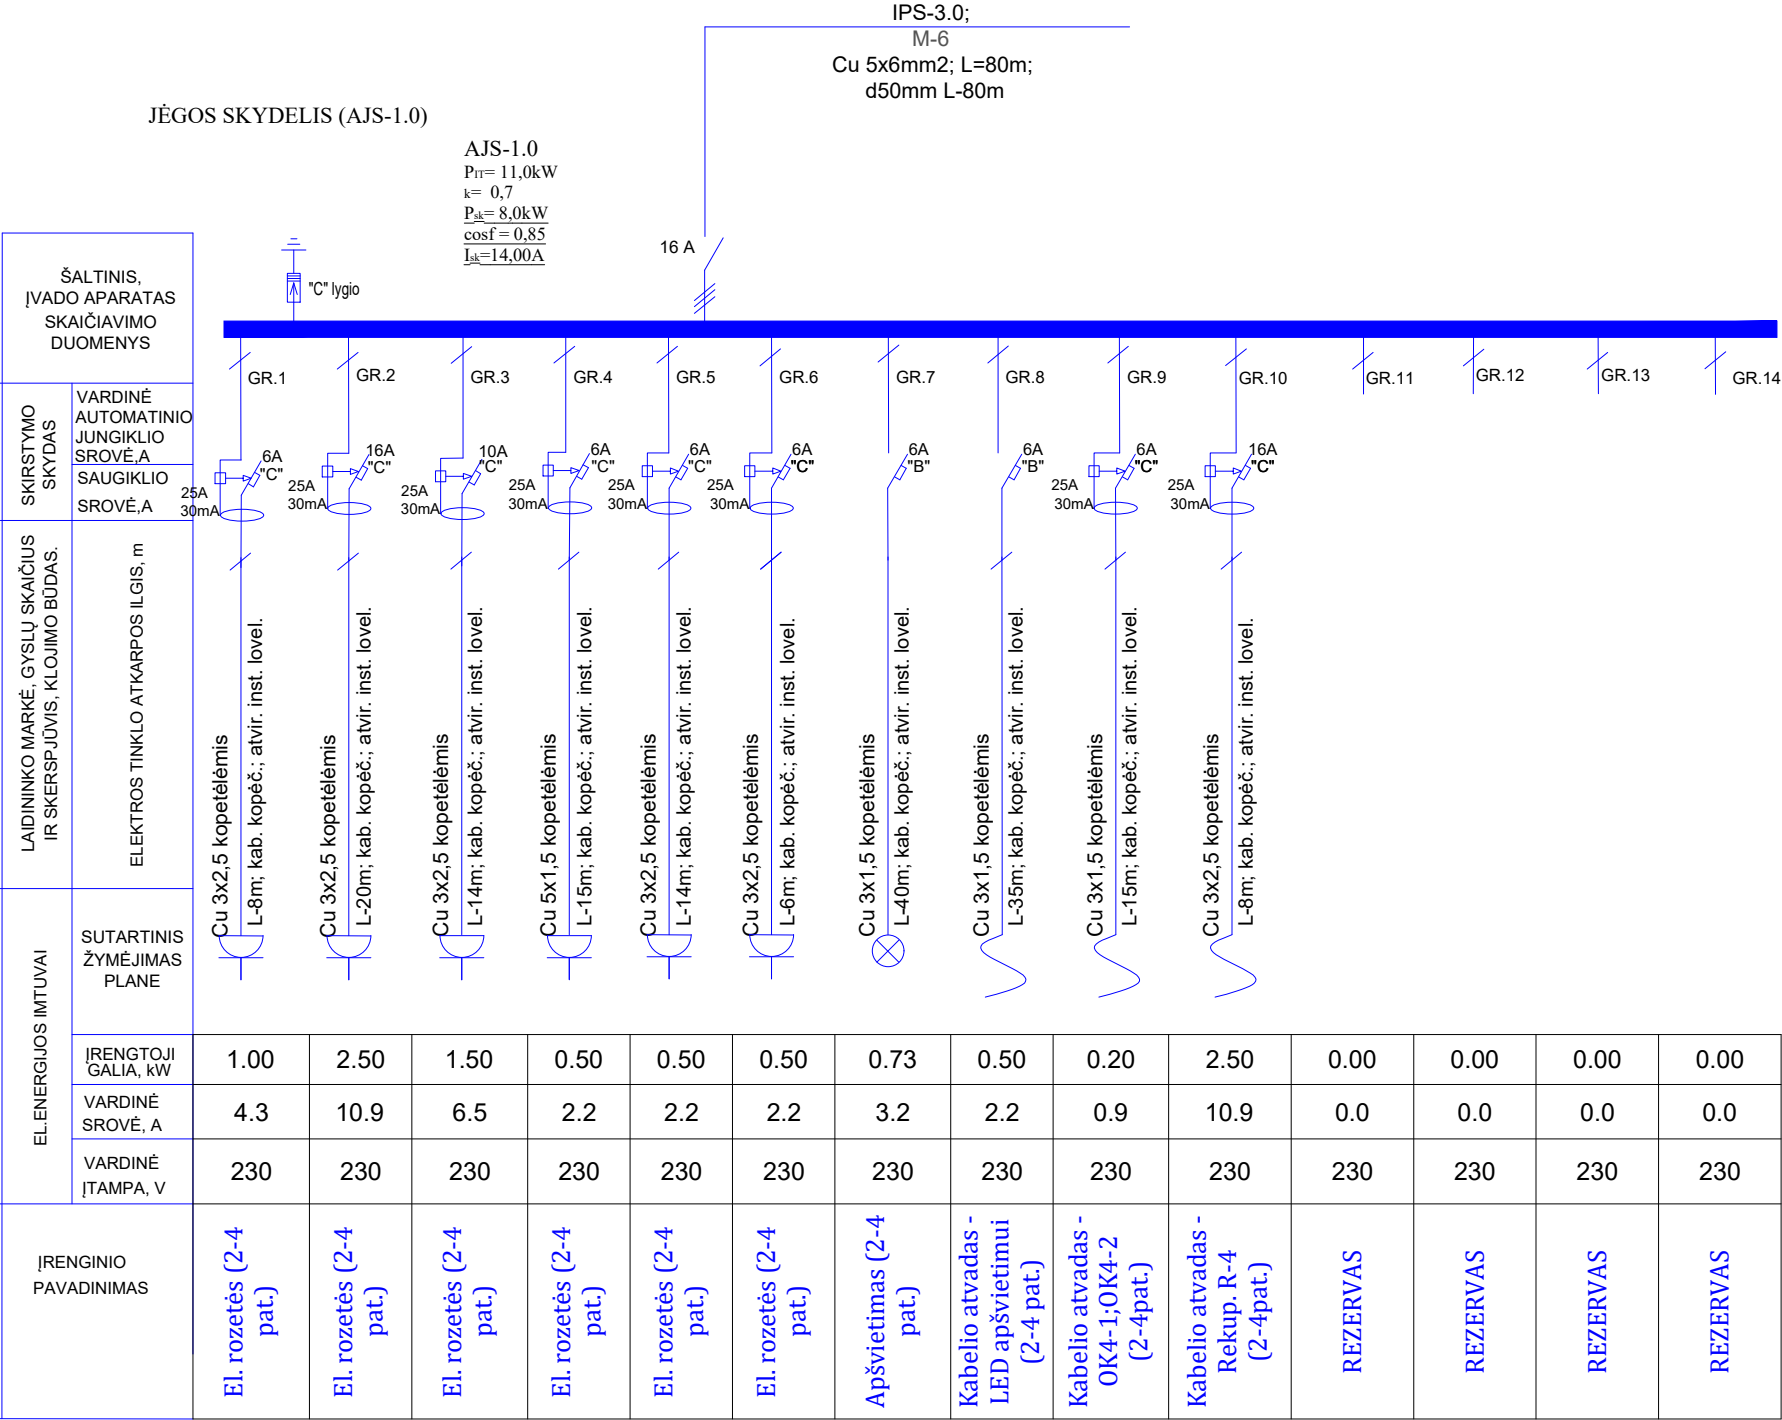 IPS-3.0;
M-6
Cu 5x6mm2; L=80m;
d50mm L-80m
JĖGOS SKYDELIS (AJS-1.0)
AJS-1.0
PIT= 11,0kW
k= 0,7
Psk= 8,0kW
cosf = 0,85
Isk=14,00A
16 A
"C" lygio
ŠALTINIS,
ĮVADO APARATAS
SKAIČIAVIMO
DUOMENYS
GR.1
GR.2
GR.3
GR.4
GR.5
GR.6
GR.7
GR.8
GR.9
GR.10
GR.11
GR.12
GR.13
GR.14
SKIRSTYMO
SKYDAS
VARDINĖ
AUTOMATINIO
JUNGIKLIO
SROVĖ,A
SAUGIKLIO
SROVĖ,A
6A
"C"
25A
30mA
16A
"C"
25A
30mA
10A
"C"
25A
30mA
6A
"C"
25A
30mA
6A
"C"
25A
30mA
6A
"C"
25A
30mA
6A
"B"
6A
"B"
6A
"C"
25A
30mA
16A
"C"
25A
30mA
LAIDININKO MARKĖ, GYSLŲ SKAIČIUS
IR SKERSPJŪVIS, KLOJIMO BŪDAS.
ELEKTROS TINKLO ATKARPOS ILGIS, m
Cu 3x2,5 kopetėlėmis
L-8m; kab. kopėč.; atvir. inst. lovel.
Cu 3x2,5 kopetėlėmis
L-20m; kab. kopėč.; atvir. inst. lovel.
Cu 3x2,5 kopetėlėmis
L-14m; kab. kopėč.; atvir. inst. lovel.
Cu 5x1,5 kopetėlėmis
L-15m; kab. kopėč.; atvir. inst. lovel.
Cu 3x2,5 kopetėlėmis
L-14m; kab. kopėč.; atvir. inst. lovel.
Cu 3x2,5 kopetėlėmis
L-6m; kab. kopėč.; atvir. inst. lovel.
Cu 3x1,5 kopetėlėmis
L-40m; kab. kopėč.; atvir. inst. lovel.
Cu 3x1,5 kopetėlėmis
L-35m; kab. kopėč.; atvir. inst. lovel.
Cu 3x1,5 kopetėlėmis
L-15m; kab. kopėč.; atvir. inst. lovel.
Cu 3x2,5 kopetėlėmis
L-8m; kab. kopėč.; atvir. inst. lovel.
EL.ENERGIJOS IMTUVAI
SUTARTINIS
ŽYMĖJIMAS
PLANE
ĮRENGTOJI
GALIA, kW
1.00 2.50 1.50 0.50 0.50 0.50 0.73 0.50 0.20 2.50 0.00 0.00 0.00 0.00
VARDINĖ
SROVĖ, A
4.3 10.9 6.5 2.2 2.2 2.2 3.2 2.2 0.9 10.9 0.0 0.0 0.0 0.0
VARDINĖ
ĮTAMPA, V
230 230 230 230 230 230 230 230 230 230 230 230 230 230
ĮRENGINIO
PAVADINIMAS
El. rozetės (2-4
pat.)
El. rozetės (2-4
pat.)
El. rozetės (2-4
pat.)
El. rozetės (2-4
pat.)
El. rozetės (2-4
pat.)
El. rozetės (2-4
pat.)
Apšvietimas (2-4
pat.)
Kabelio atvadas -
LED apšvietimui
(2-4 pat.)
Kabelio atvadas -
OK4-1;OK4-2
(2-4pat.)
Kabelio atvadas -
Rekup. R-4
(2-4pat.)
REZERVAS
REZERVAS
REZERVAS
REZERVAS